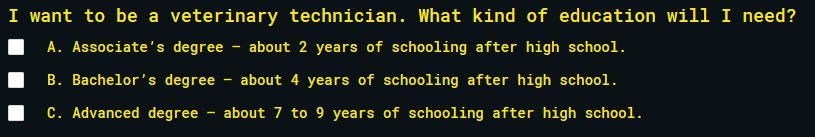 I want to be a veterinary technician. What kind of education will I need?
A. Associate's degree – about 2 years of schooling after high school.
B. Bachelor's degree – about 4 years of schooling after high school.
C. Advanced degree – about 7 to 9 years of schooling after high school.